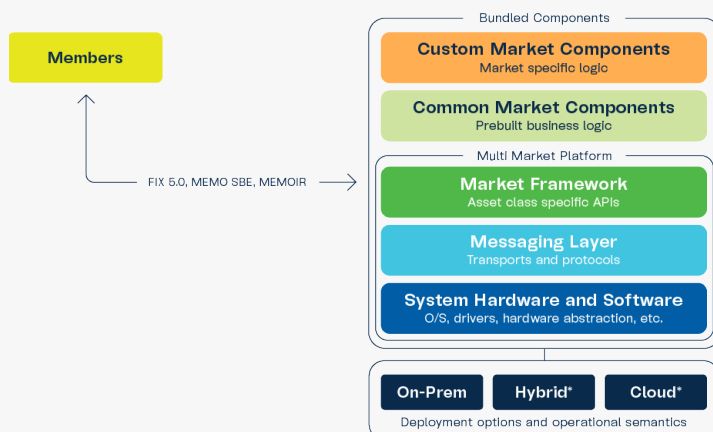 Bundled Components
Members
Custom Market Components
Market specific logic
Common Market Components
Prebuilt business logic
Multi Market Platform
FIX 5.0, MEMO SBE, MEMOIR
Market Framework
Asset class specific APIs
Messaging Layer
Transports and protocols
System Hardware and Software
O/S, drivers, hardware abstraction, etc.
On-Prem
Hybrid*
Cloud*
Deployment options and operational semantics